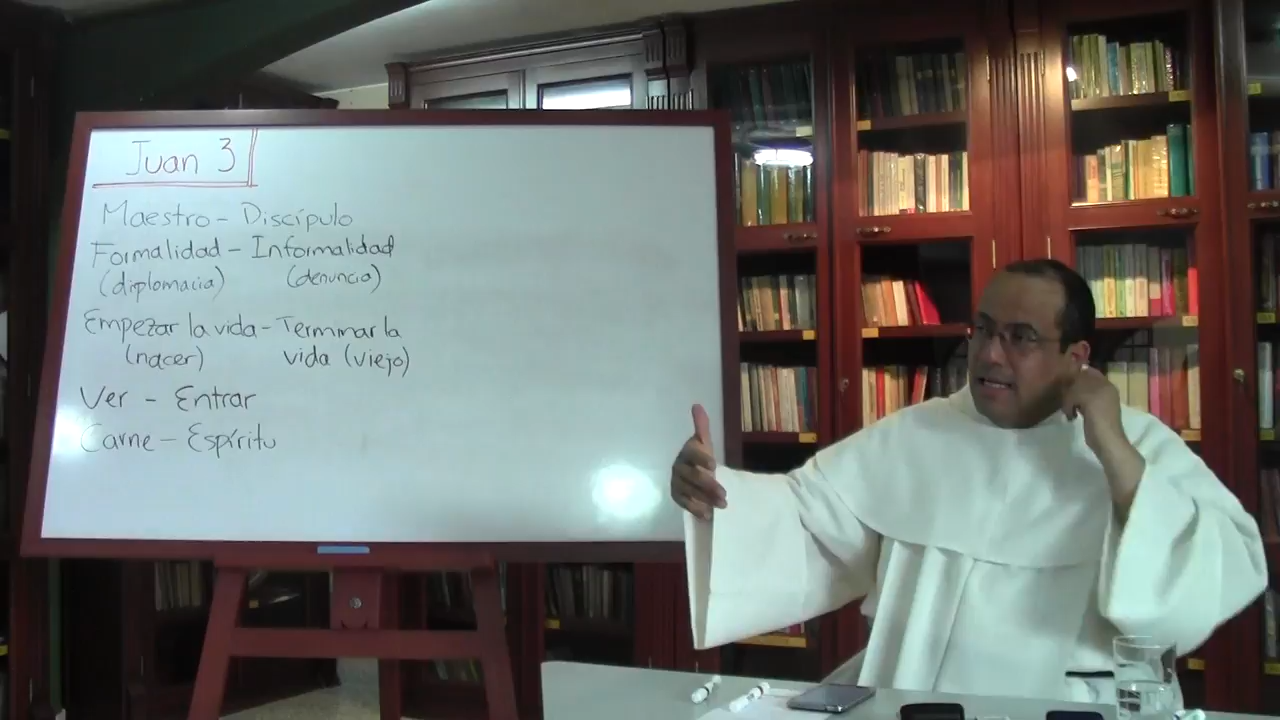 Juan 3
Maestro - Discípulo
Formalidad - Informalidad
(diplomacia) (denuncia)
Empezar la vida - Terminar la
(nacer) vida (viejo)
Ver - Entrar
Carne - Espíritu